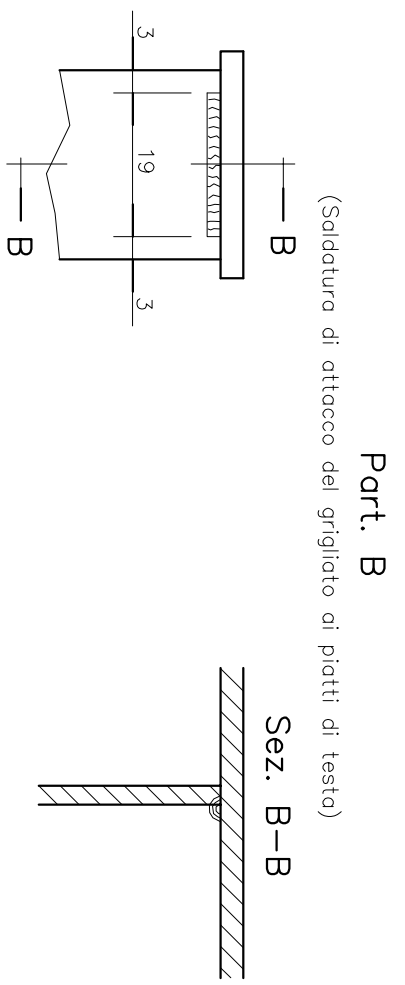 Part. B
(Saldatura di attacco del grigliato ai piatti di testa)
B
B
3
19
3
Sez. B-B